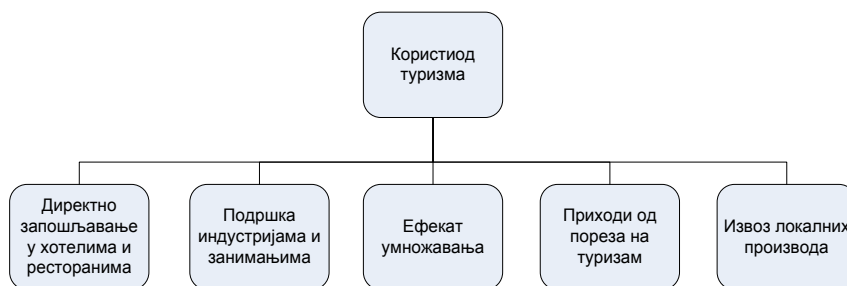 Користиод
туризма
Директно
запошљавање
у хотелима и
ресторанима
Подршка
индустријама и
занимањима
Ефекат
умножавања
Приходи од
пореза на
туризам
Извоз локалних
производа